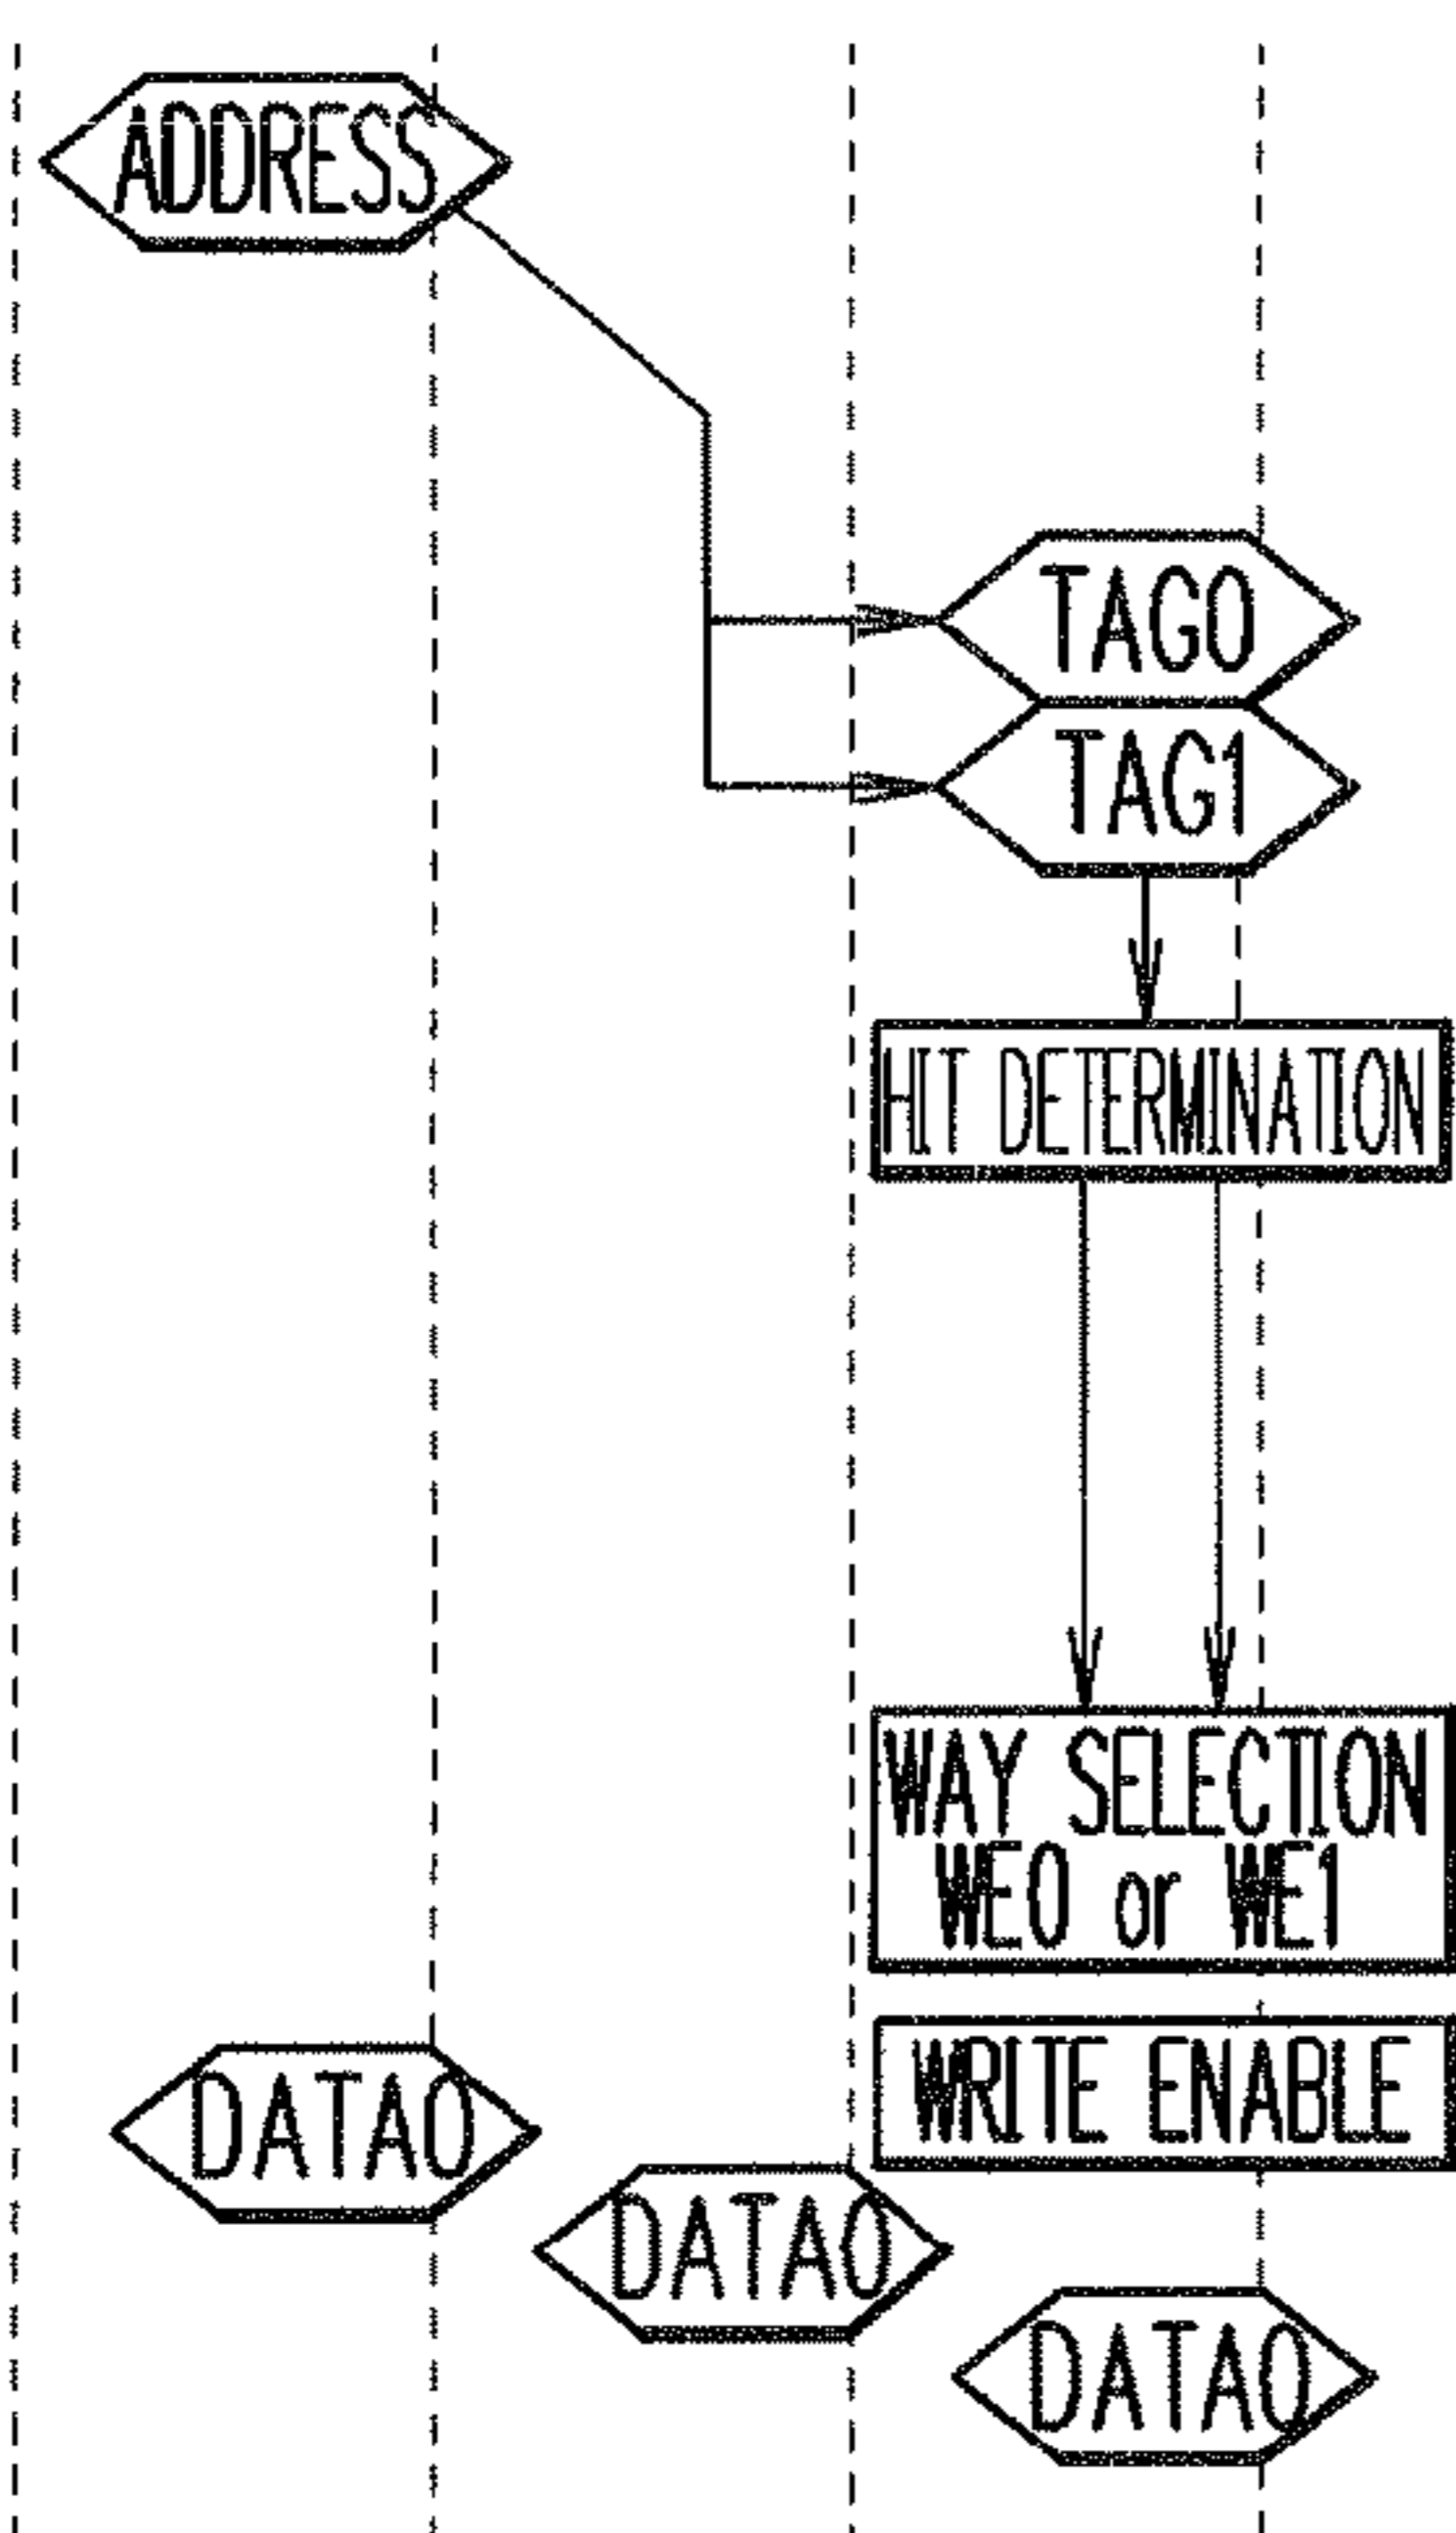 ADDRESS
TAG0
TAG1
HIT DETERMINATION
WAY SELECTION
WE0 or WE1
WRITE ENABLE
DATA0
DATA0
DATA0